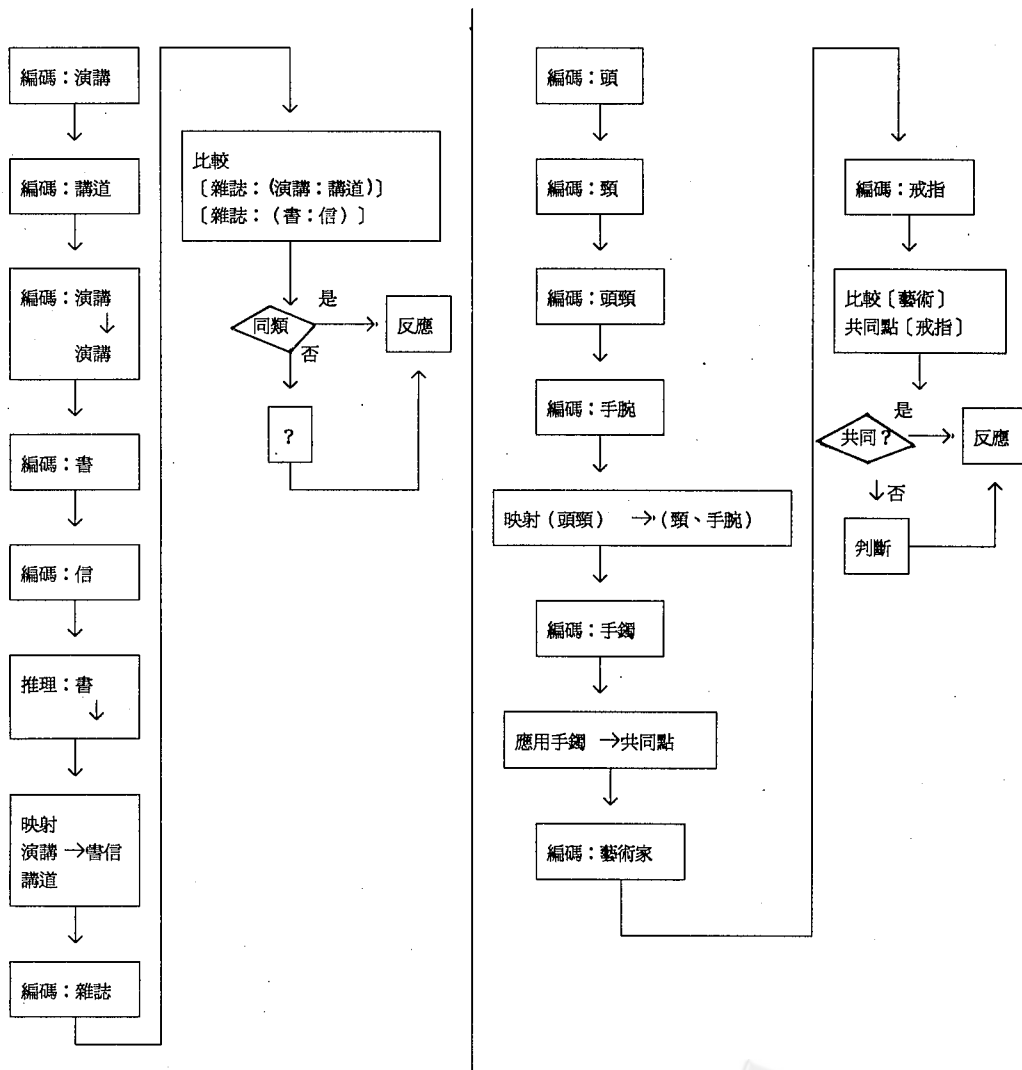 編碼：演講
編碼：講道
編碼：演講
↓
演講
編碼：書
編碼：信
推理：書
↓
映射
演講 →書信
講道
編碼：雜誌
比較
〔雜誌：(演講：講道)〕
〔雜誌：(書：信)〕
同類
是
反應
否
？
編碼：頭
編碼：頸
編碼：頭頸
編碼：手腕
映射(頭頸) →(頸、手腕)
編碼：手鐲
應用手鐲 →共同點
編碼：藝術家
編碼：戒指
比較〔藝術〕
共同點〔戒指〕
共同？
是
反應
否
判斷